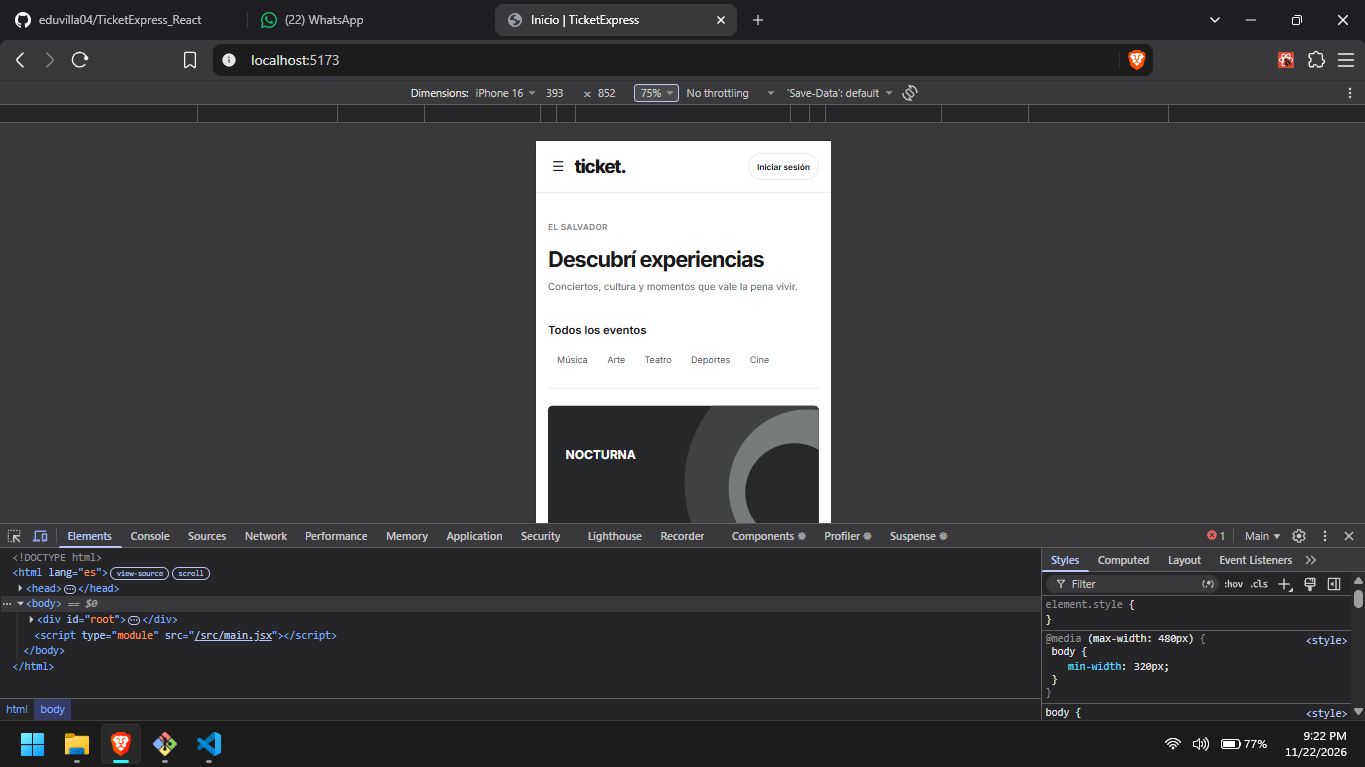 eduvilla04/TicketExpress_React
(22) WhatsApp
Inicio | TicketExpress
localhost:5173
Dimensions: iPhone 16 393 × 852 75% No throttling 'Save-Data': default
ticket.
Iniciar sesión
EL SALVADOR
Descubrí experiencias
Conciertos, cultura y momentos que vale la pena vivir.
Todos los eventos
Música Arte Teatro Deportes Cine
NOCTURNA
Elements Console Sources Network Performance Memory Application Security Lighthouse Recorder Components Profiler Suspense 1 Main
<!DOCTYPE html>
<html lang="es"> view-source scroll
<head> </head>
<body> == $0
<div id="root"> </div>
<script type="module" src="/src/main.jsx"></script>
</body>
</html>
html body
Styles Computed Layout Event Listeners
Filter :hov .cls
element.style {
}
@media (max-width: 480px) { <style>
body {
min-width: 320px;
}
}
body { <style>
77%
9:22 PM
11/22/2026